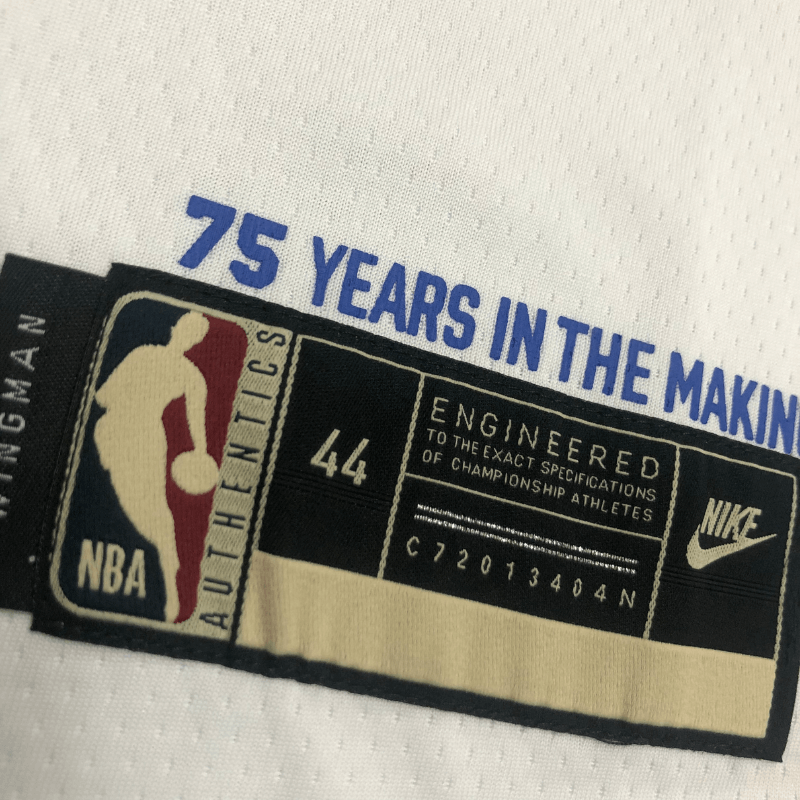 75 YEARS IN THE MAKIN
WINGMAN
NBA
AUTHENTICS
44
ENGINEERED
TO THE EXACT SPECIFICATIONS
OF CHAMPIONSHIP ATHLETES
C72013404N
NIKE